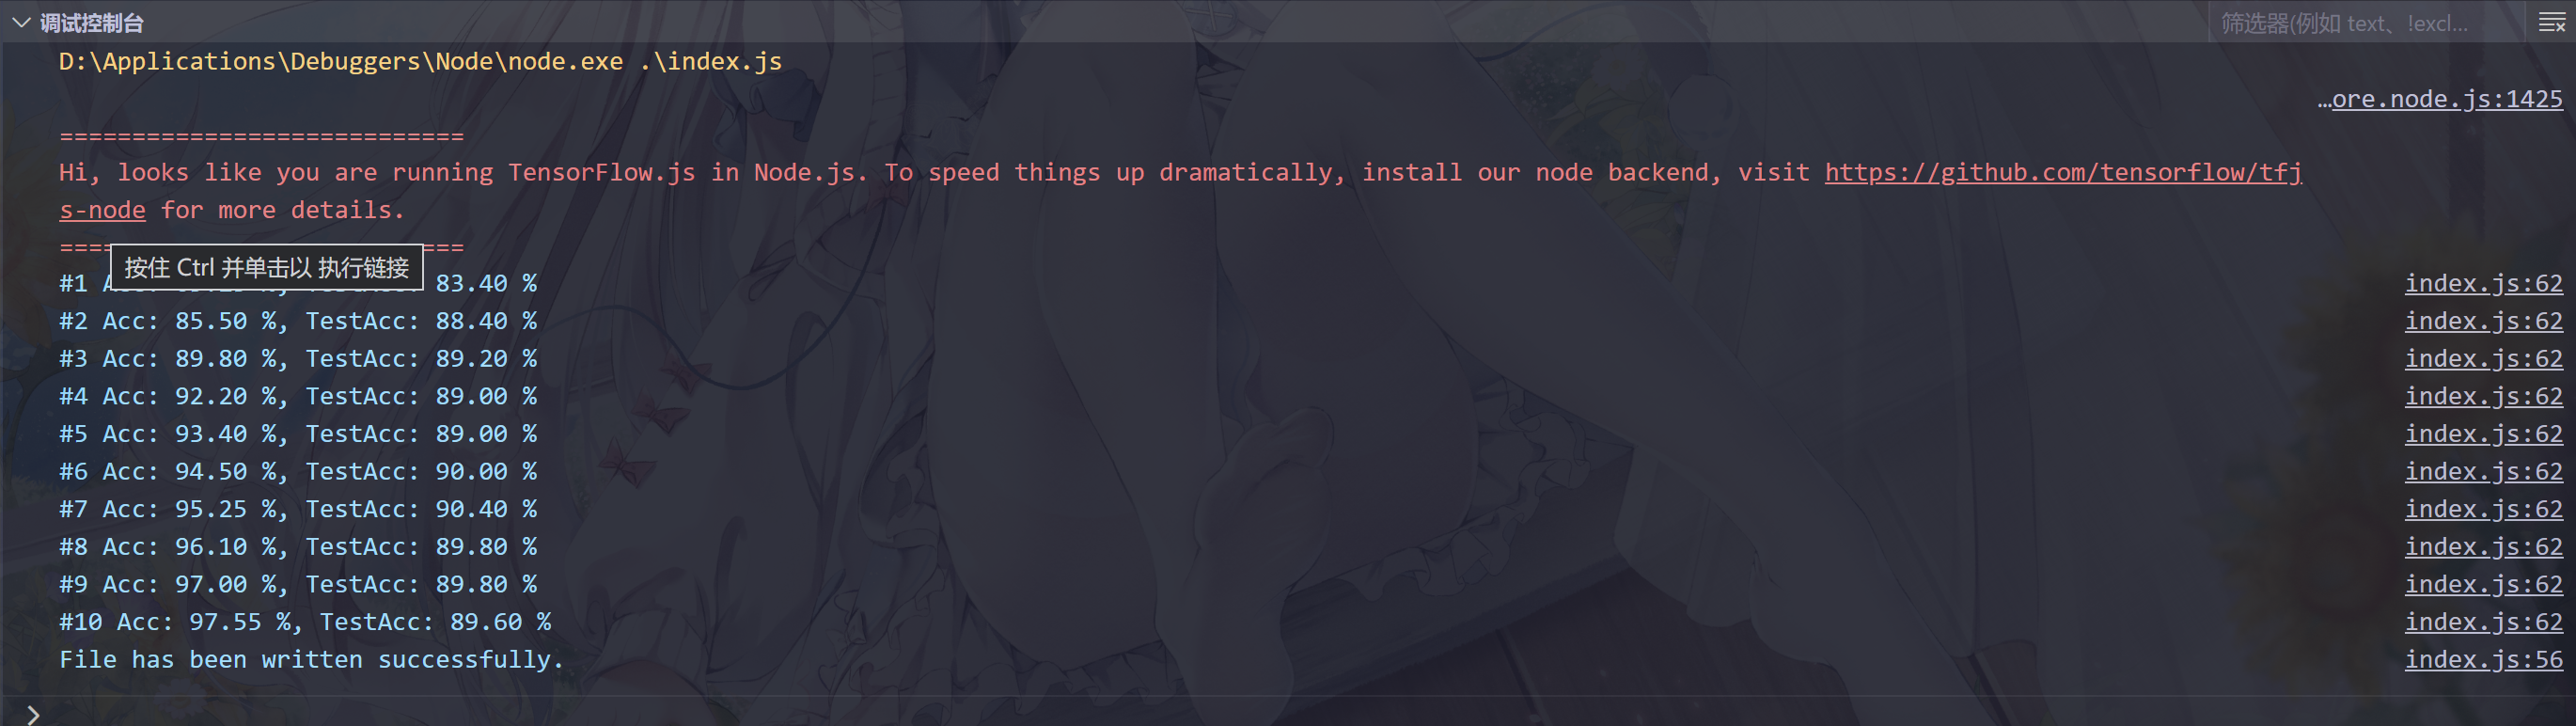 调试控制台
筛选器(例如 text、!excl...
D:\Applications\Debuggers\Node\node.exe .\index.js
…ore.node.js:1425
============================
Hi, looks like you are running TensorFlow.js in Node.js. To speed things up dramatically, install our node backend, visit https://github.com/tensorflow/tfj
s-node for more details.
按住 Ctrl 并单击以 执行链接
#1 83.40 % index.js:62
#2 Acc: 85.50 %, TestAcc: 88.40 % index.js:62
#3 Acc: 89.80 %, TestAcc: 89.20 % index.js:62
#4 Acc: 92.20 %, TestAcc: 89.00 % index.js:62
#5 Acc: 93.40 %, TestAcc: 89.00 % index.js:62
#6 Acc: 94.50 %, TestAcc: 90.00 % index.js:62
#7 Acc: 95.25 %, TestAcc: 90.40 % index.js:62
#8 Acc: 96.10 %, TestAcc: 89.80 % index.js:62
#9 Acc: 97.00 %, TestAcc: 89.80 % index.js:62
#10 Acc: 97.55 %, TestAcc: 89.60 % index.js:62
File has been written successfully. index.js:56